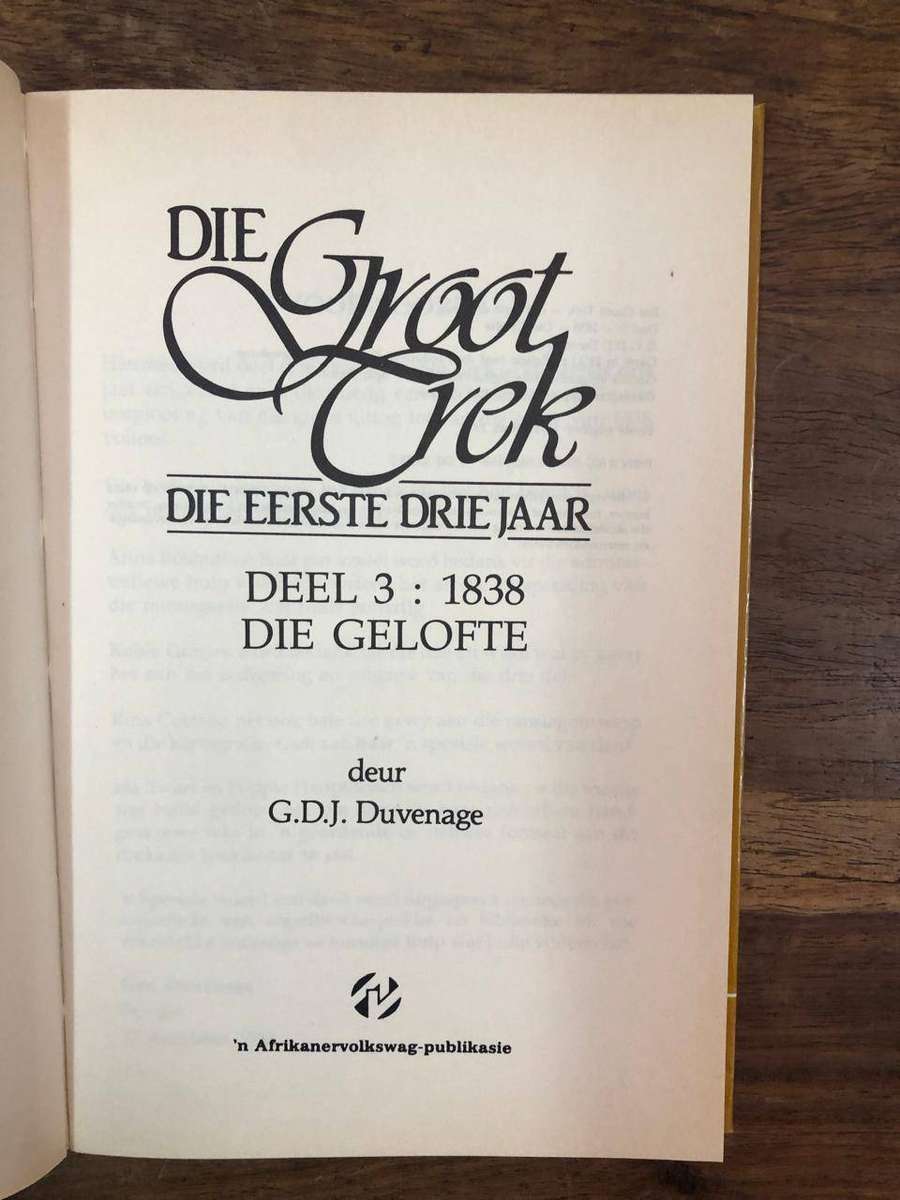 DIE Groot
Trek
DIE EERSTE DRIE JAAR
DEEL 3 : 1838
DIE GELOFTE
deur
G.D.J. Duvenage
'n Afrikanervolkswag-publikasie